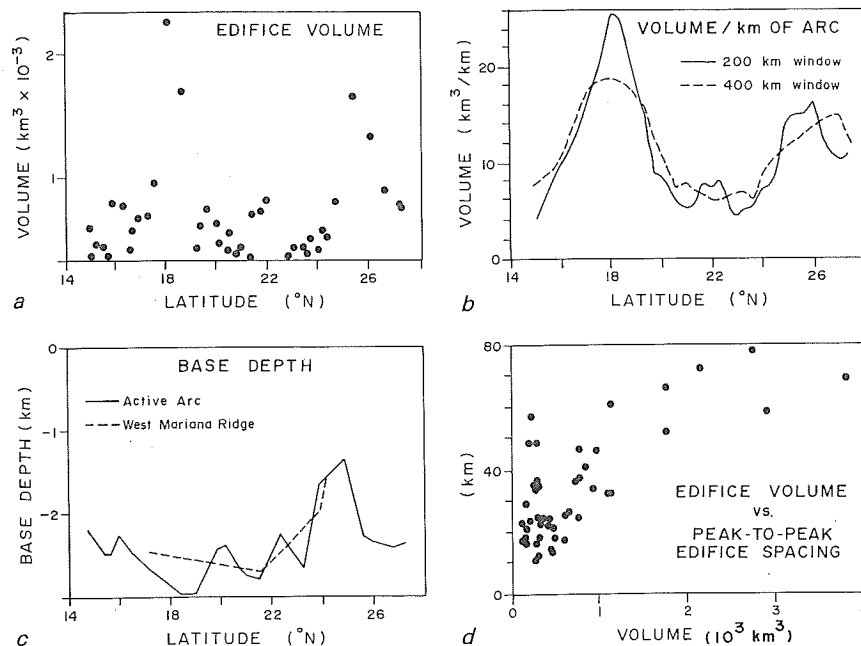 EDIFICE VOLUME
VOLUME (km³ × 10⁻³)
2
1
14 18 22 26
LATITUDE (°N)
a
VOLUME/km OF ARC
200 km window
400 km window
VOLUME (km³/km)
20
10
0
14 18 22 26
LATITUDE (°N)
b
BASE DEPTH
Active Arc
West Mariana Ridge
BASE DEPTH (km)
0
-1
-2
14 18 22 26
LATITUDE (°N)
c
80
40
0
(km)
EDIFICE VOLUME
vs.
PEAK-TO-PEAK
EDIFICE SPACING
0 1 2 3
VOLUME (10³ km³)
d